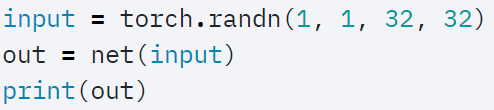 input = torch.randn(1, 1, 32, 32)
out = net(input)
print(out)